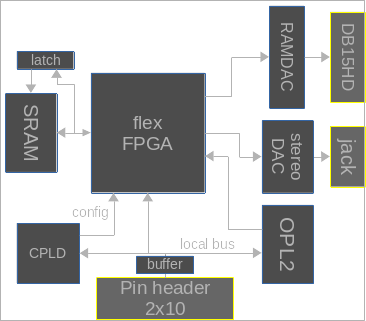 latch
SRAM
flex
FPGA
RAMDAC
DB15HD
stereo
DAC
jack
config
CPLD
local bus
OPL2
buffer
Pin header
2x10